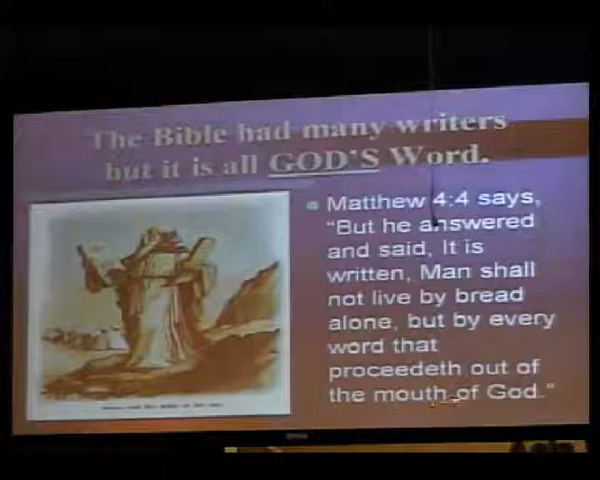 The Bible had many writers
but it is all GOD'S Word.
Matthew 4:4 says,
"But he answered
and said, It is
written, Man shall
not live by bread
alone, but by every
word that
proceedeth out of
the mouth of God."